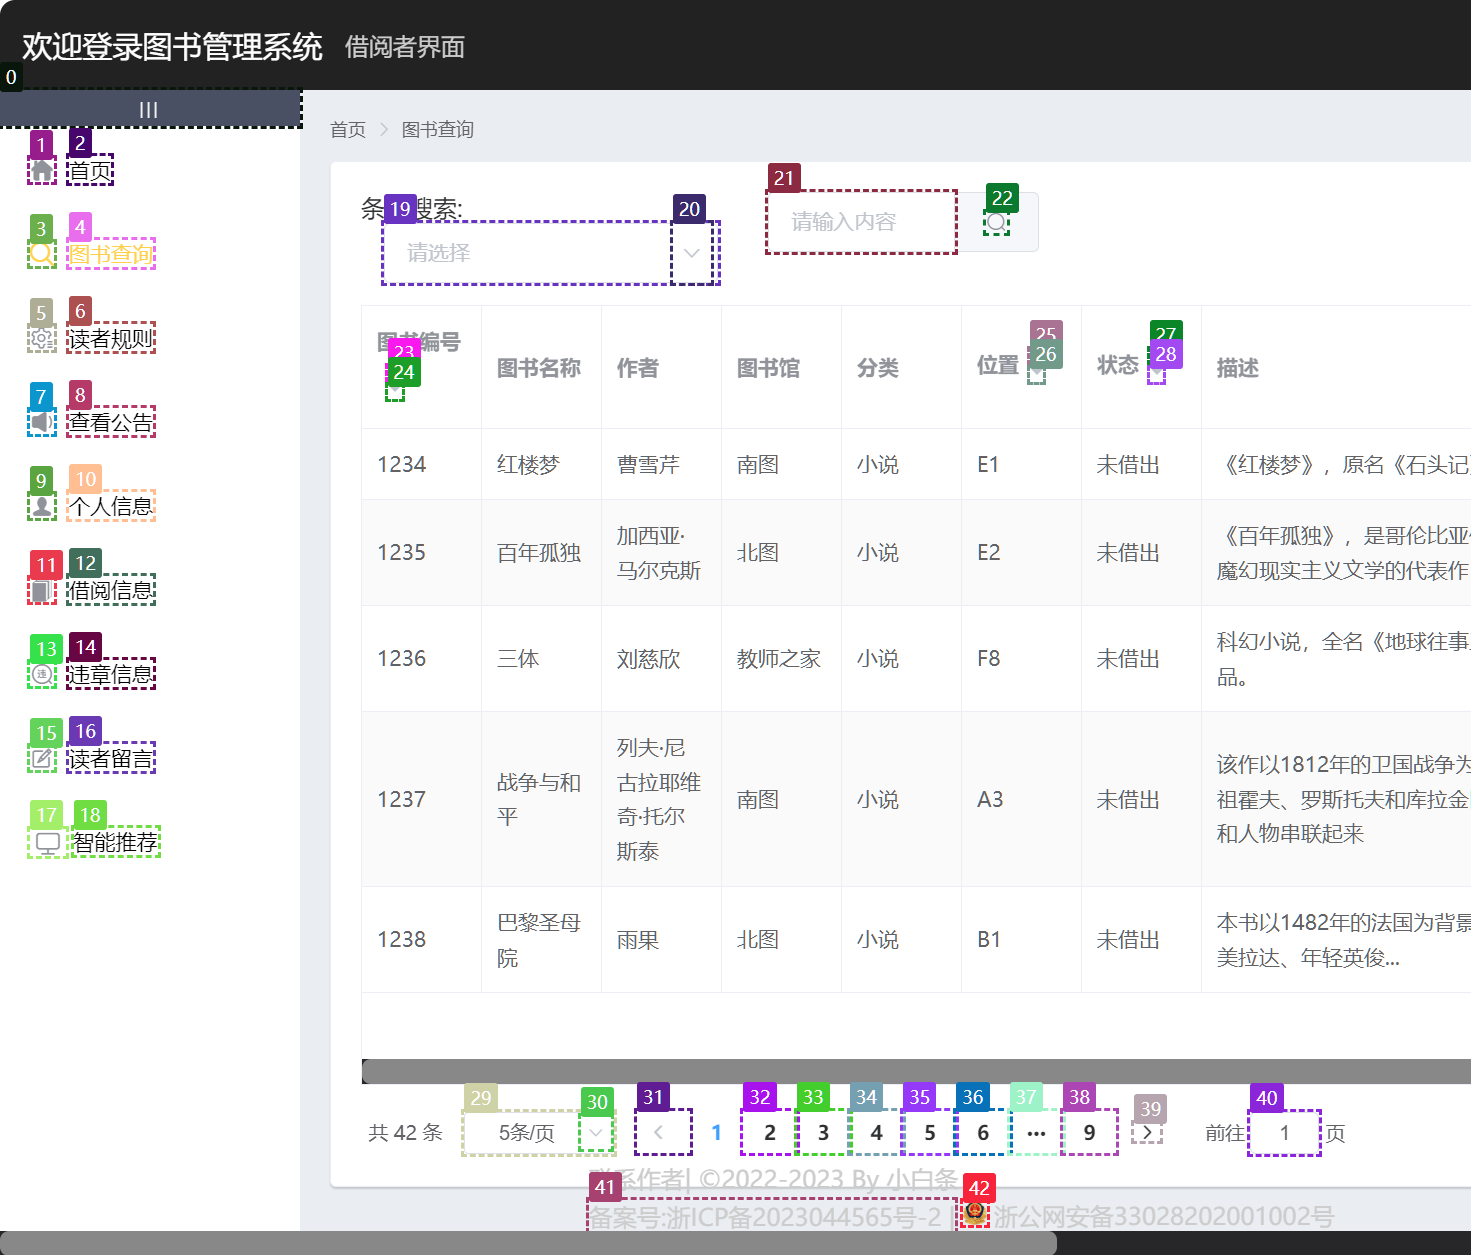 欢迎登录图书管理系统 借阅者界面
0
|||
首页 > 图书查询
1 2
首页
3 4
图书查询
5 6
读者规则
7 8
查看公告
9 10
个人信息
11 12
借阅信息
13 14
违章信息
15 16
读者留言
17 18
智能推荐
条 搜索:
19 20 21 22
请选择
请输入内容
图书编号 图书名称 作者 图书馆 分类 位置 状态 描述
23 24 25 26 27 28
1234 红楼梦 曹雪芹 南图 小说 E1 未借出 《红楼梦》，原名《石头记
1235 百年孤独 加西亚·马尔克斯 北图 小说 E2 未借出 《百年孤独》，是哥伦比亚
魔幻现实主义文学的代表作
1236 三体 刘慈欣 教师之家 小说 F8 未借出 科幻小说，全名《地球往事
品。
1237 战争与和平 列夫·尼古拉耶维奇·托尔斯泰 南图 小说 A3 未借出 该作以1812年的卫国战争为
祖霍夫、罗斯托夫和库拉金
和人物串联起来
1238 巴黎圣母院 雨果 北图 小说 B1 未借出 本书以1482年的法国为背景
美拉达、年轻英俊...
29 30 31 32 33 34 35 36 37 38 39 40
共 42 条 5条/页 < 1 2 3 4 5 6 ··· 9 > 前往 1 页
联系作者| ©2022-2023 By 小白条
41 42
备案号:浙ICP备2023044565号-2 | 浙公网安备33028202001002号